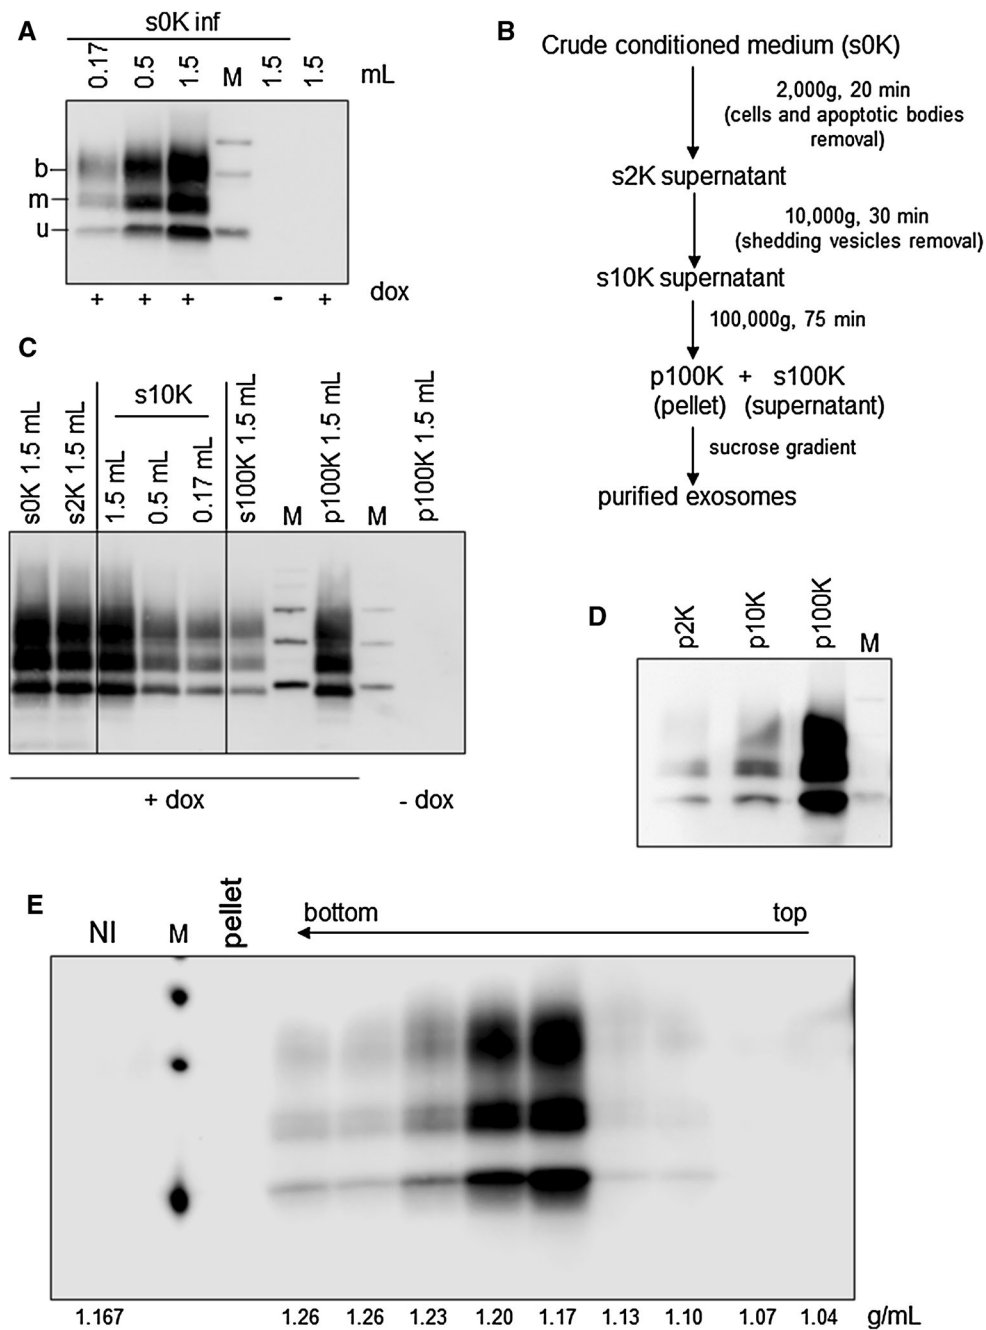 A
s0K inf
0.17 0.5 1.5 M 1.5 1.5 mL
b
m
u
+ + + - + dox
B
Crude conditioned medium (s0K)
2,000g, 20 min
(cells and apoptotic bodies
removal)
s2K supernatant
10,000g, 30 min
(shedding vesicles removal)
s10K supernatant
100,000g, 75 min
p100K + s100K
(pellet) (supernatant)
sucrose gradient
purified exosomes
C
s10K
s0K 1.5 mL s2K 1.5 mL 1.5 mL 0.5 mL 0.17 mL s100K 1.5 mL M p100K 1.5 mL M p100K 1.5 mL
+ dox - dox
D
p2K p10K p100K M
E
NI M pellet bottom top
1.167 1.26 1.26 1.23 1.20 1.17 1.13 1.10 1.07 1.04 g/mL